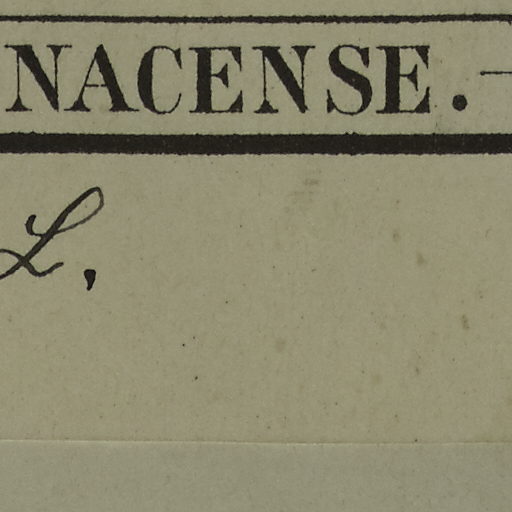 NACENSE. —
L.